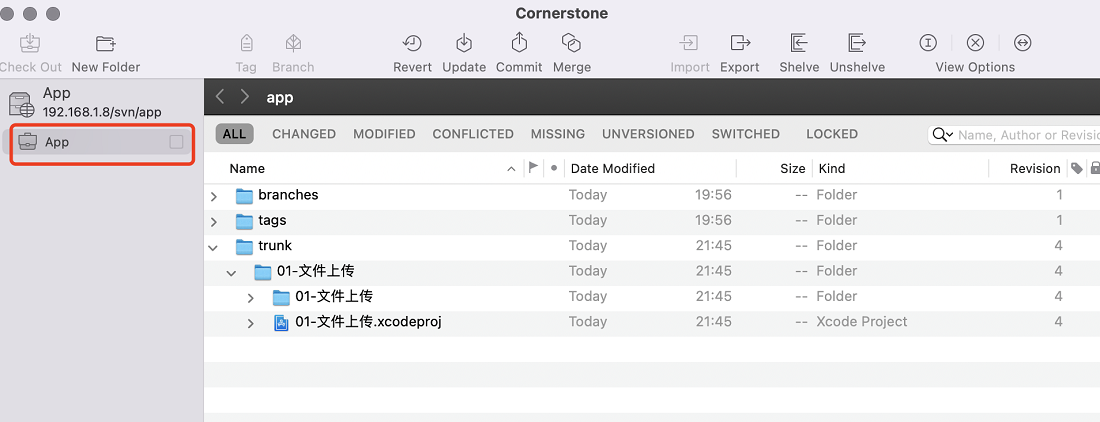 Cornerstone
Check Out New Folder Tag Branch Revert Update Commit Merge Import Export Shelve Unshelve View Options
App
192.168.1.8/svn/app
App
app
ALL CHANGED MODIFIED CONFLICTED MISSING UNVERSIONED SWITCHED LOCKED
Name, Author or Revisio
Name Date Modified Size Kind Revision
branches Today 19:56 -- Folder 1
tags Today 19:56 -- Folder 1
trunk Today 21:45 -- Folder 4
01-文件上传 Today 21:45 -- Folder 4
01-文件上传 Today 21:45 -- Folder 4
01-文件上传.xcodeproj Today 21:45 -- Xcode Project 4